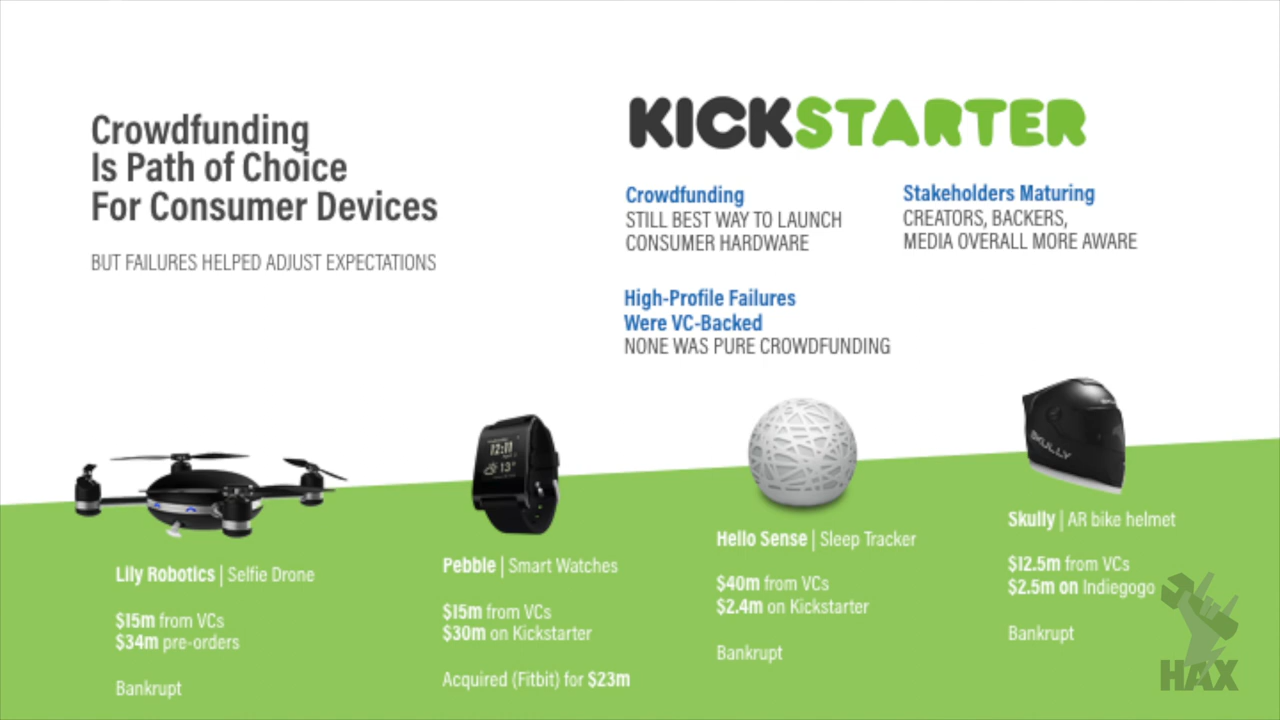 Crowdfunding
Is Path of Choice
For Consumer Devices
BUT FAILURES HELPED ADJUST EXPECTATIONS
KICKSTARTER
Crowdfunding
STILL BEST WAY TO LAUNCH
CONSUMER HARDWARE
Stakeholders Maturing
CREATORS, BACKERS,
MEDIA OVERALL MORE AWARE
High-Profile Failures
Were VC-Backed
NONE WAS PURE CROWDFUNDING
12:11
13°
SKULLY
Lily Robotics | Selfie Drone
$15m from VCs
$34m pre-orders
Bankrupt
Pebble | Smart Watches
$15m from VCs
$30m on Kickstarter
Acquired (Fitbit) for $23m
Hello Sense | Sleep Tracker
$40m from VCs
$2.4m on Kickstarter
Bankrupt
Skully | AR bike helmet
$12.5m from VCs
$2.5m on Indiegogo
Bankrupt
HAX